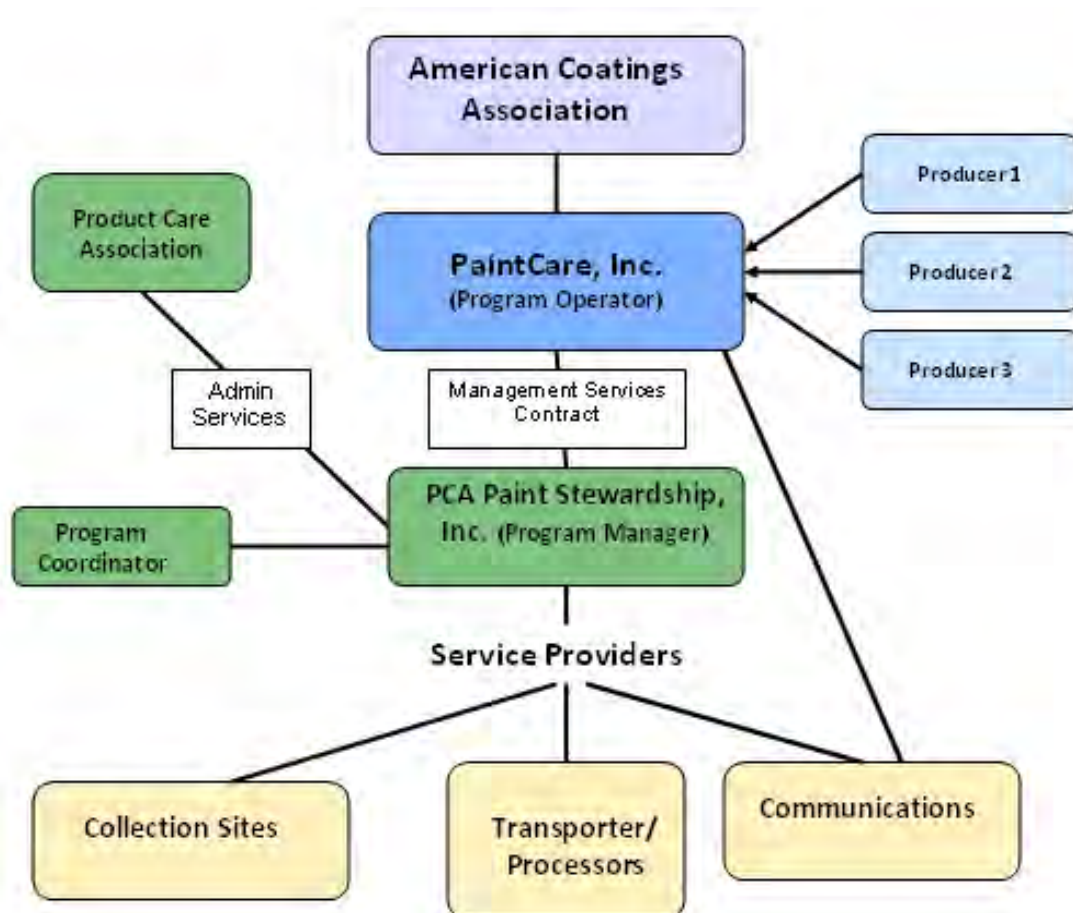 American Coatings
Association
Producer 1
Product Care
Association
PaintCare, Inc.
(Program Operator)
Producer 2
Producer 3
Admin
Services
Management Services
Contract
PCA Paint Stewardship,
Inc. (Program Manager)
Program
Coordinator
Service Providers
Collection Sites
Transporter/
Processors
Communications